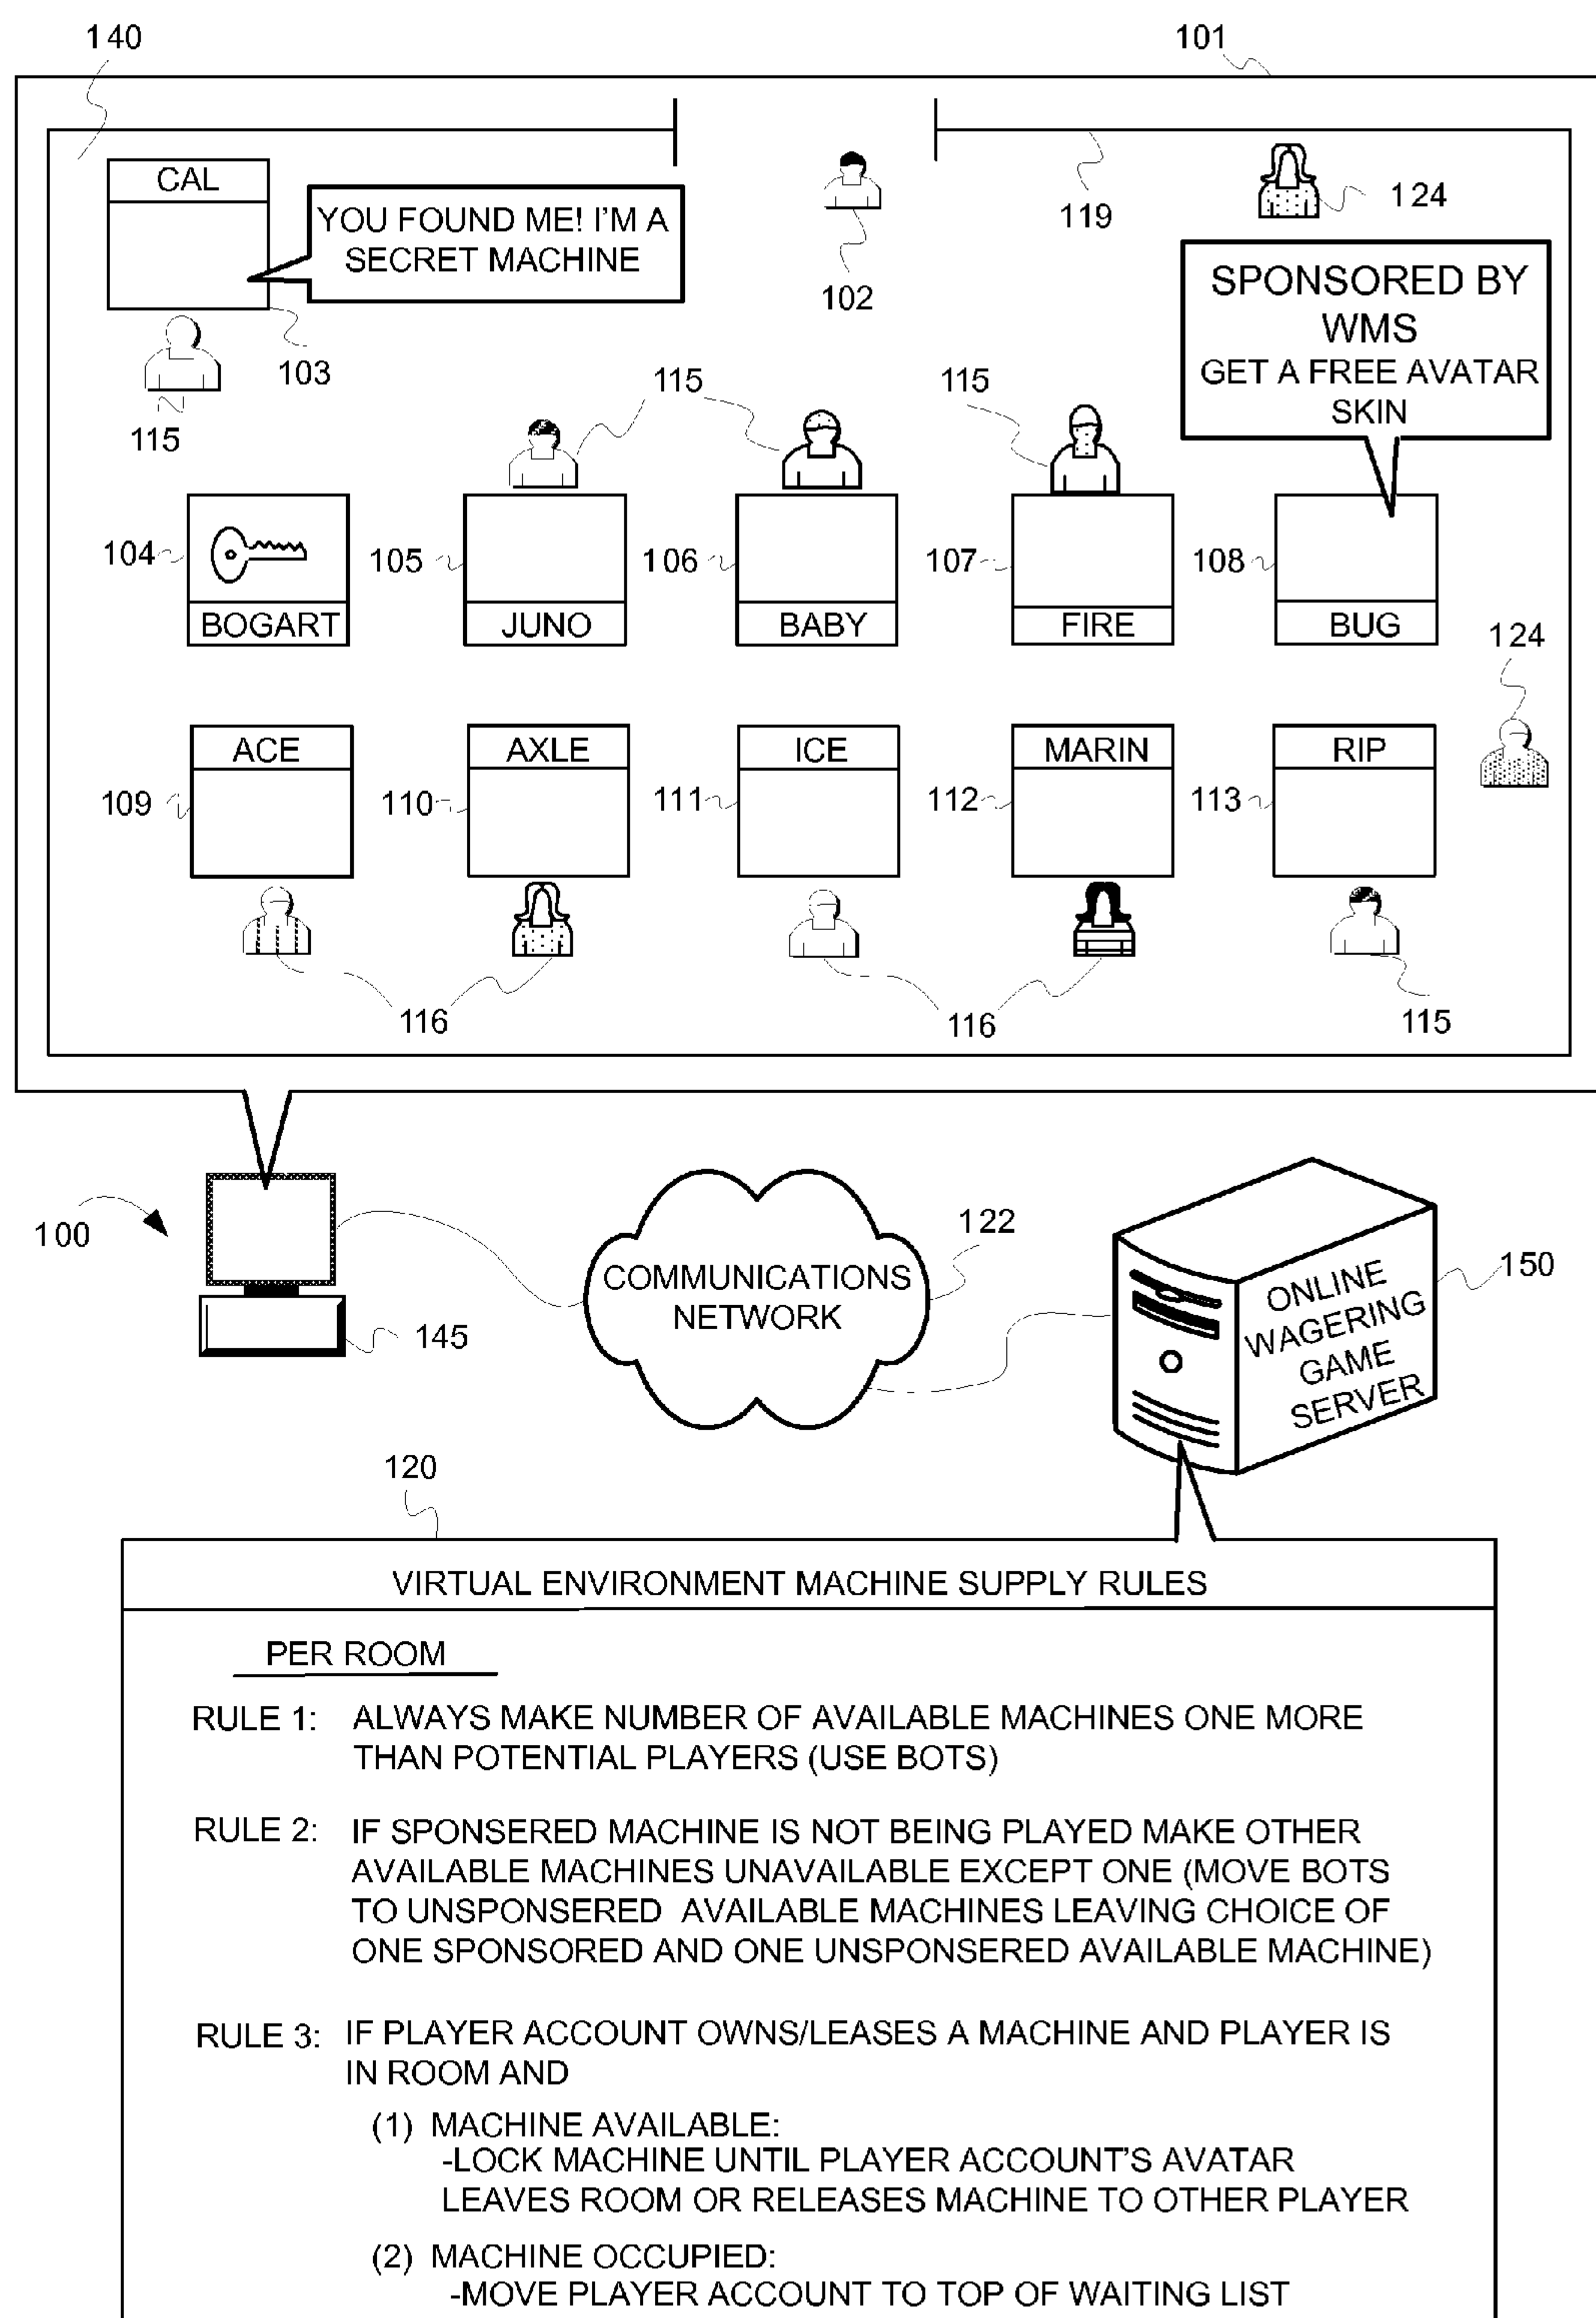 140
101
CAL
YOU FOUND ME! I'M A
SECRET MACHINE
102
119
124
SPONSORED BY
WMS
GET A FREE AVATAR
SKIN
103
115
115
115
104
BOGART
105
JUNO
106
BABY
107
FIRE
108
BUG
124
109
ACE
110
AXLE
111
ICE
112
MARIN
113
RIP
116
116
115
100
145
COMMUNICATIONS
NETWORK
122
ONLINE
WAGERING
GAME
SERVER
150
120
VIRTUAL ENVIRONMENT MACHINE SUPPLY RULES
PER ROOM
RULE 1: ALWAYS MAKE NUMBER OF AVAILABLE MACHINES ONE MORE
THAN POTENTIAL PLAYERS (USE BOTS)
RULE 2: IF SPONSERED MACHINE IS NOT BEING PLAYED MAKE OTHER
AVAILABLE MACHINES UNAVAILABLE EXCEPT ONE (MOVE BOTS
TO UNSPONSERED AVAILABLE MACHINES LEAVING CHOICE OF
ONE SPONSORED AND ONE UNSPONSERED AVAILABLE MACHINE)
RULE 3: IF PLAYER ACCOUNT OWNS/LEASES A MACHINE AND PLAYER IS
IN ROOM AND
(1) MACHINE AVAILABLE:
-LOCK MACHINE UNTIL PLAYER ACCOUNT'S AVATAR
LEAVES ROOM OR RELEASES MACHINE TO OTHER PLAYER
(2) MACHINE OCCUPIED:
-MOVE PLAYER ACCOUNT TO TOP OF WAITING LIST